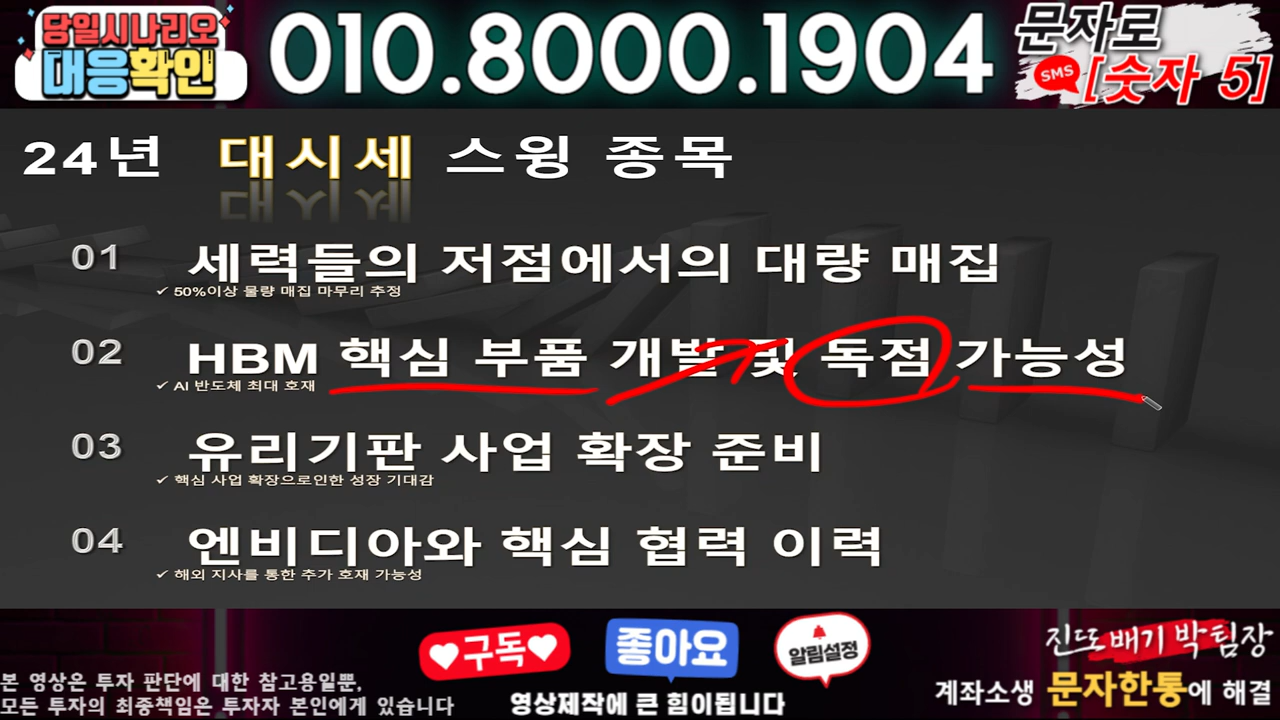 당일시나리오
대응확인
010.8000.1904
문자로
SMS [숫자 5]
24년 대시세 스윙 종목
01 세력들의 저점에서의 대량 매집
✓ 50%이상 물량 매집 마무리 추정
02 HBM 핵심 부품 개발 및 독점 가능성
✓ AI 반도체 최대 호재
03 유리기판 사업 확장 준비
✓ 핵심 사업 확장으로인한 성장 기대감
04 엔비디아와 핵심 협력 이력
✓ 해외 지사를 통한 추가 호재 가능성
본 영상은 투자 판단에 대한 참고용일뿐,
모든 투자의 최종책임은 투자자 본인에게 있습니다
구독
좋아요
알림설정
영상제작에 큰 힘이됩니다
진또배기 박팀장
계좌소생 문자한통에 해결